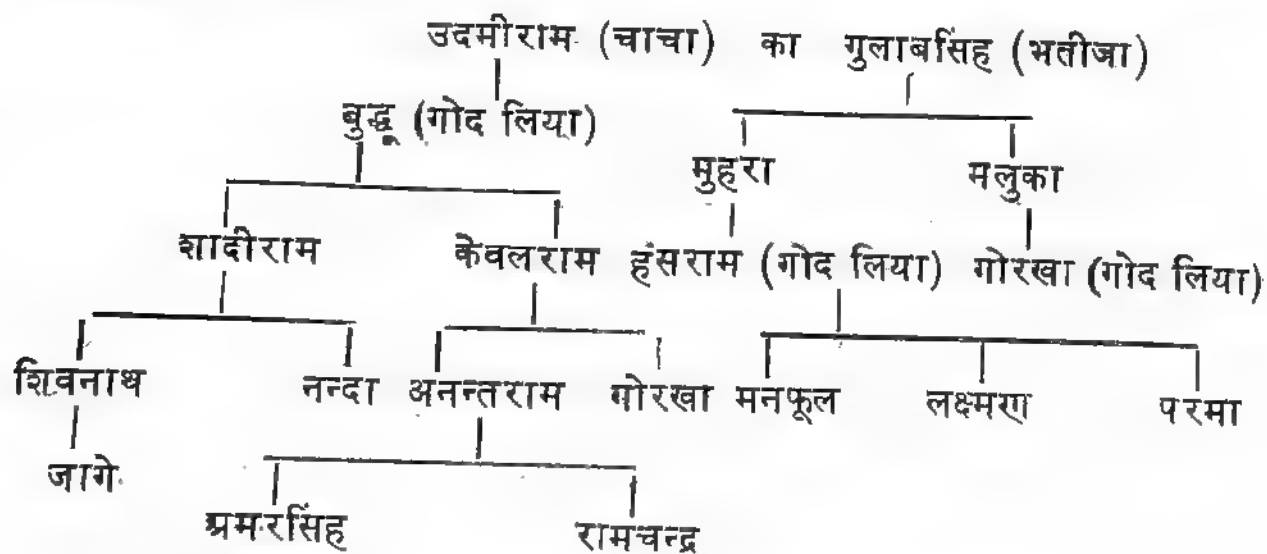 उदमीराम (चाचा) का गुलाबसिंह (भतीजा)
बुद्धू (गोद लिया)
मुहरा मलुका
शादीराम केवलराम हंसराम (गोद लिया) गोरखा (गोद लिया)
शिवनाथ नन्दा अनन्तराम गोरखा मनफूल लक्ष्मण परमा
जागे
अमरसिंह रामचन्द्र